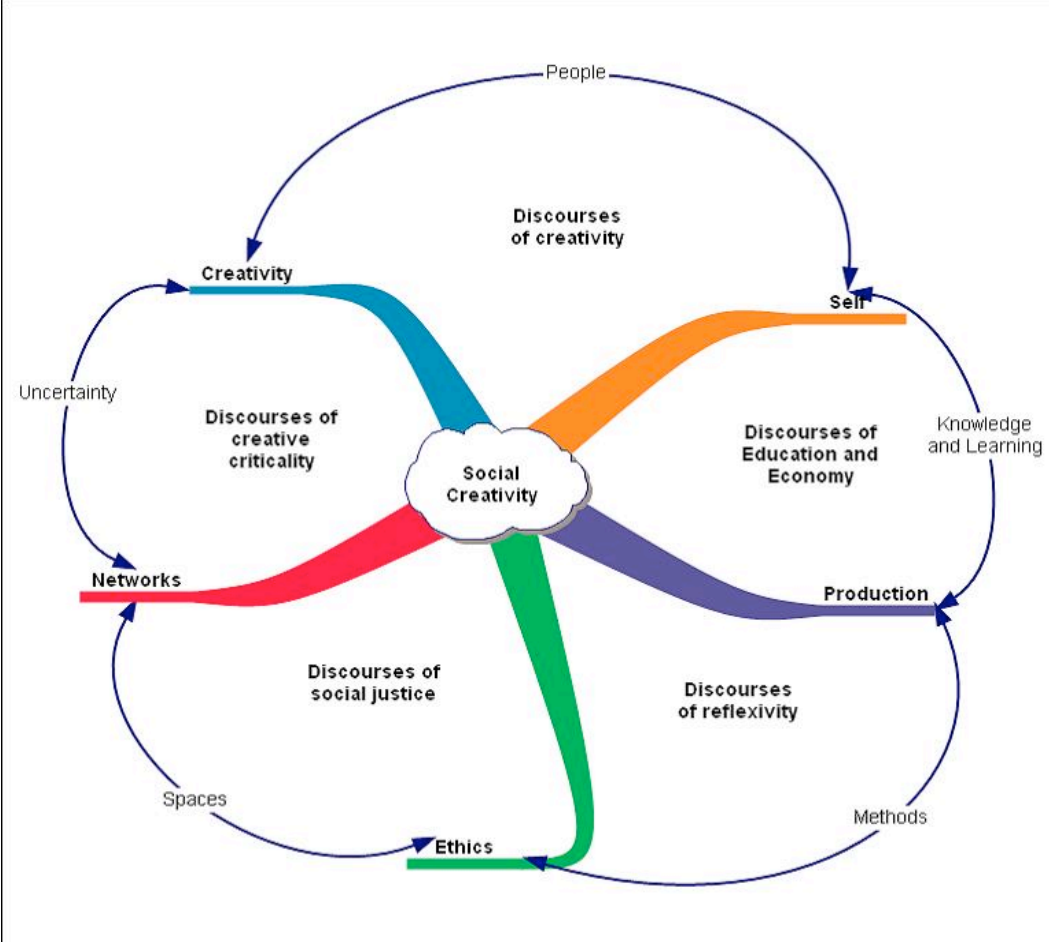 People
Discourses
of creativity
Creativity
Self
Uncertainty
Discourses of
creative
criticality
Discourses of
Education and
Economy
Knowledge
and Learning
Social
Creativity
Networks
Production
Discourses of
social justice
Discourses
of reflexivity
Spaces
Methods
Ethics